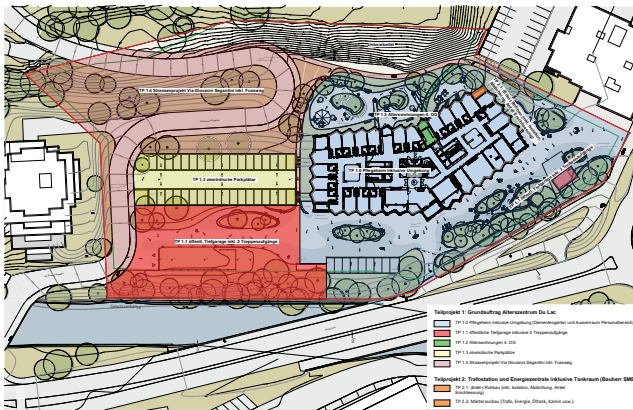 TP 1.4 Strassenprojekt Via Giovanni Segantini inkl. Fussweg
TP 1.2 Alterswohnungen 4. OG
TP 1.0 Pflegeheim inklusive Umgebung
TP 1.3 oberirdische Parkplätze
TP 1.1 öffentl. Tiefgarage inkl. 2 Treppenaufgänge
Teilprojekt 1: Grundauftrag Alterszentrum Du Lac
TP 1.0 Pflegeheim inklusive Umgebung (Dementengarten und Aussenraum Personalbereich)
TP 1.1 öffentliche Tiefgarage inklusive 2 Treppenaufgänge
TP 1.2 Alterswohnungen 4. OG
TP 1.3 oberirdische Parkplätze
TP 1.4 Strassenprojekt Via Giovanni Segantini inkl. Fussweg
Teilprojekt 2: Trafostation und Energiezentrale inklusive Tankraum (Bauherr SME
TP 2.1: (Edel-) Rohbau (inkl. Isolation, Abdichtung, Anteil
Erschliessung)
TP 2.2: Mieterausbau (Trafo, Energie, Öltank, Kamin usw.)